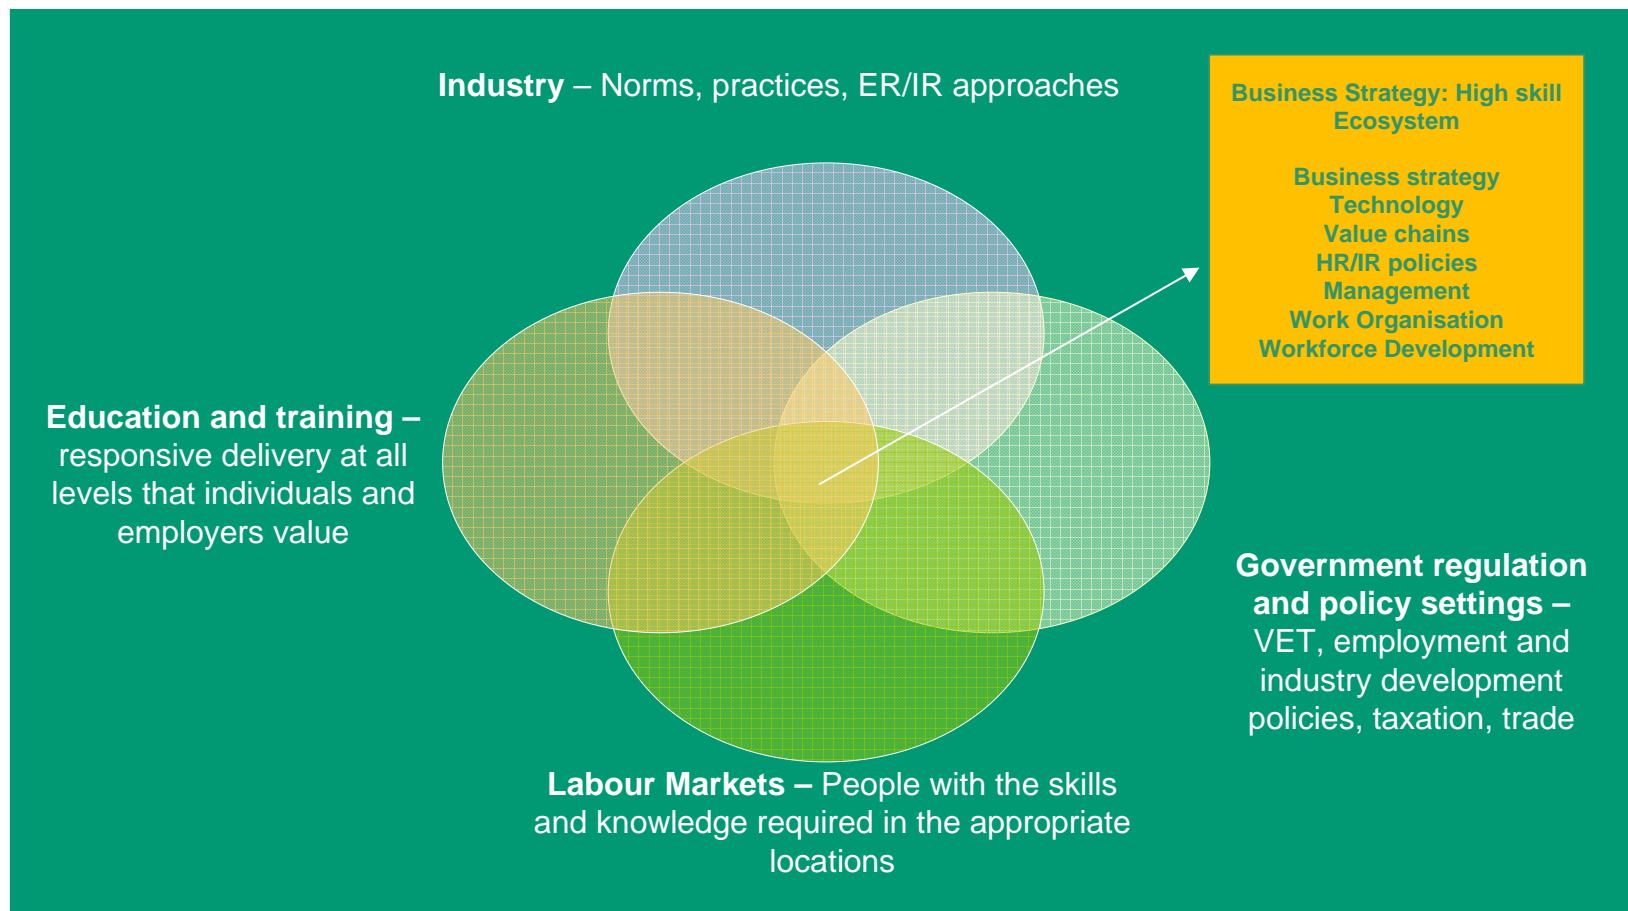 Industry – Norms, practices, ER/IR approaches
Business Strategy: High skill
Ecosystem
Business strategy
Technology
Value chains
HR/IR policies
Management
Work Organisation
Workforce Development
Education and training –
responsive delivery at all
levels that individuals and
employers value
Government regulation
and policy settings –
VET, employment and
industry development
policies, taxation, trade
Labour Markets – People with the skills
and knowledge required in the appropriate
locations